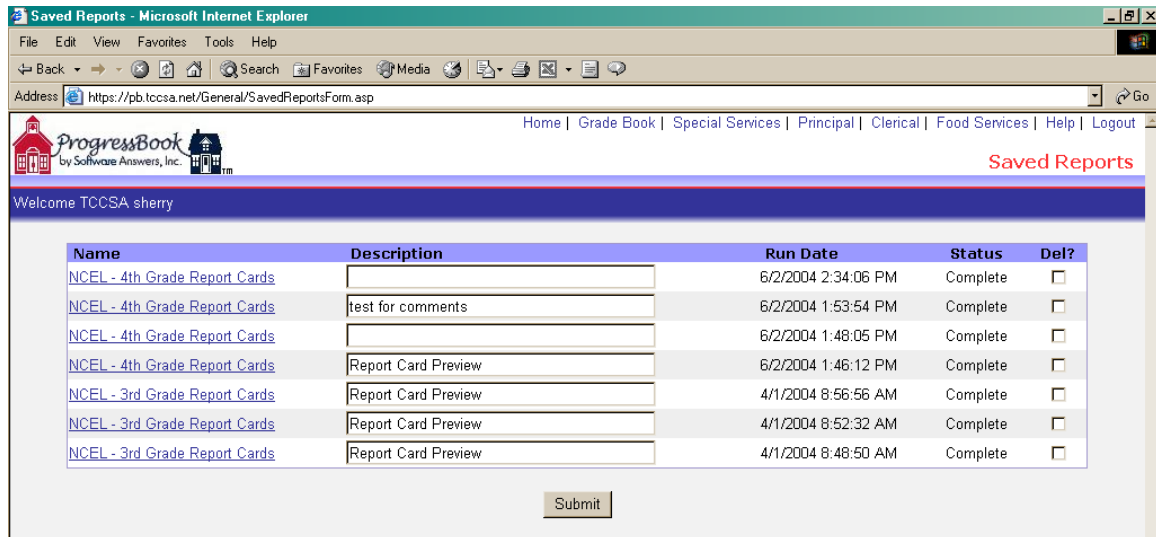 Saved Reports - Microsoft Internet Explorer
File Edit View Favorites Tools Help
Back Search Favorites Media
Address https://pb.tccsa.net/General/SavedReportsForm.asp Go
Home | Grade Book | Special Services | Principal | Clerical | Food Services | Help | Logout
ProgressBook
by Software Answers, Inc. TM
Saved Reports
Welcome TCCSA sherry
Name Description Run Date Status Del?
NCEL - 4th Grade Report Cards 6/2/2004 2:34:06 PM Complete
NCEL - 4th Grade Report Cards test for comments 6/2/2004 1:53:54 PM Complete
NCEL - 4th Grade Report Cards 6/2/2004 1:48:05 PM Complete
NCEL - 4th Grade Report Cards Report Card Preview 6/2/2004 1:46:12 PM Complete
NCEL - 3rd Grade Report Cards Report Card Preview 4/1/2004 8:56:56 AM Complete
NCEL - 3rd Grade Report Cards Report Card Preview 4/1/2004 8:52:32 AM Complete
NCEL - 3rd Grade Report Cards Report Card Preview 4/1/2004 8:48:50 AM Complete
Submit